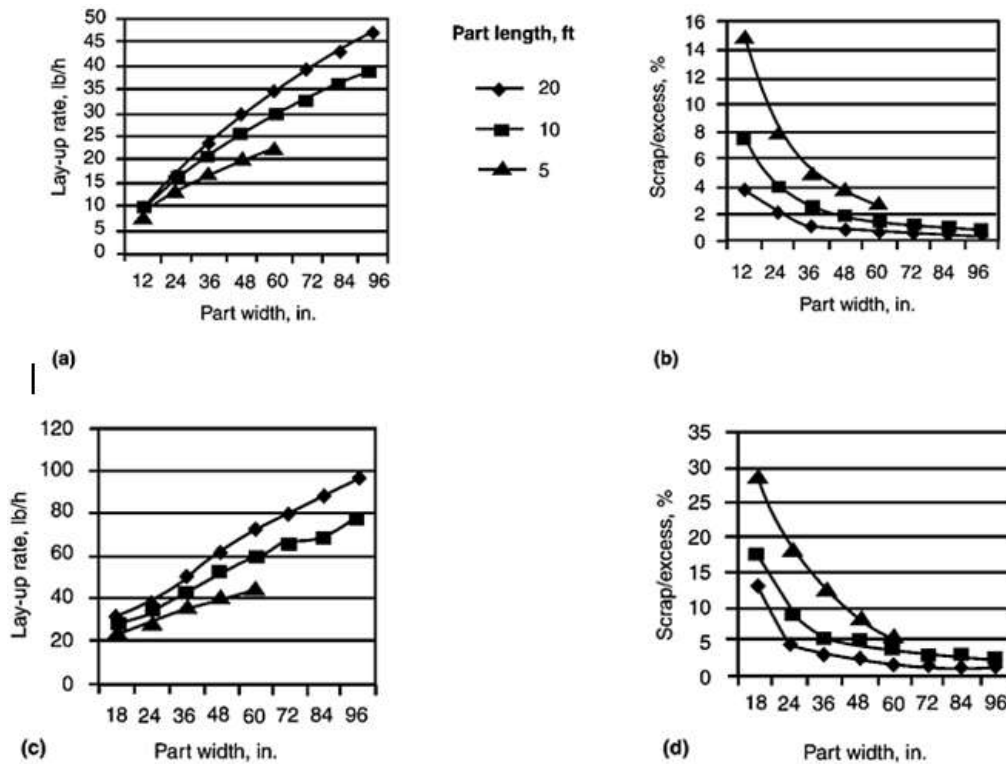 50
45
40
35
30
25
20
15
10
5
0
Lay-up rate, lb/h
12 24 36 48 60 72 84 96
Part width, in.
(a)
Part length, ft
20
10
5
16
14
12
10
8
6
4
2
0
Scrap/excess, %
12 24 36 48 60 72 84 96
Part width, in.
(b)
120
100
80
60
40
20
0
Lay-up rate, lb/h
18 24 36 48 60 72 84 96
Part width, in.
(c)
35
30
25
20
15
10
5
0
Scrap/excess, %
18 24 36 48 60 72 84 96
Part width, in.
(d)